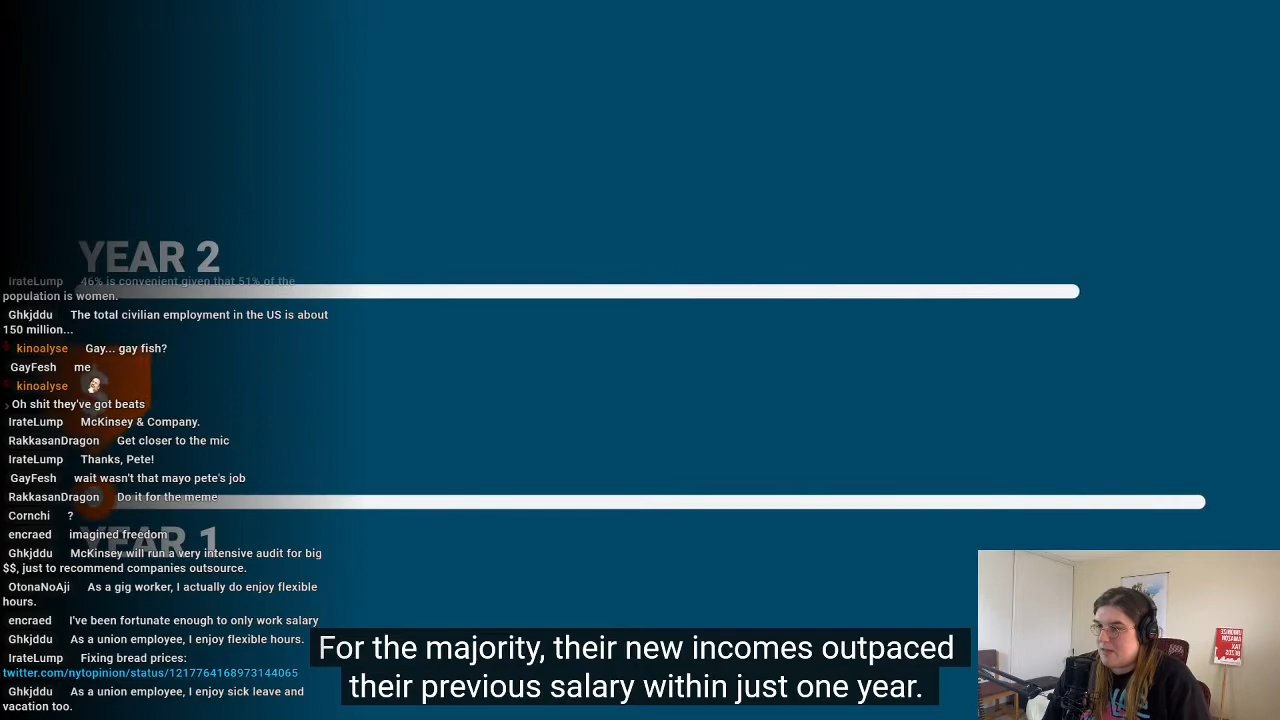 YEAR 2
IrateLump 46% is convenient given that 51% of the
population is women.
Ghkjddu The total civilian employment in the US is about
150 million...
kinoalyse Gay... gay fish?
GayFesh me
kinoalyse
Oh shit they've got beats
IrateLump McKinsey & Company.
RakkasanDragon Get closer to the mic
IrateLump Thanks, Pete!
GayFesh wait wasn't that mayo pete's job
RakkasanDragon Do it for the meme
Cornchi ?
encraed imagined freedom
YEAR 1
Ghkjddu McKinsey will run a very intensive audit for big
$$, just to recommend companies outsource.
OtonaNoAji As a gig worker, I actually do enjoy flexible
hours.
encraed I've been fortunate enough to only work salary
Ghkjddu As a union employee, I enjoy flexible hours.
IrateLump Fixing bread prices:
twitter.com/nytopinion/status/1217764168973144065
Ghkjddu As a union employee, I enjoy sick leave and
vacation too.
For the majority, their new incomes outpaced
their previous salary within just one year.